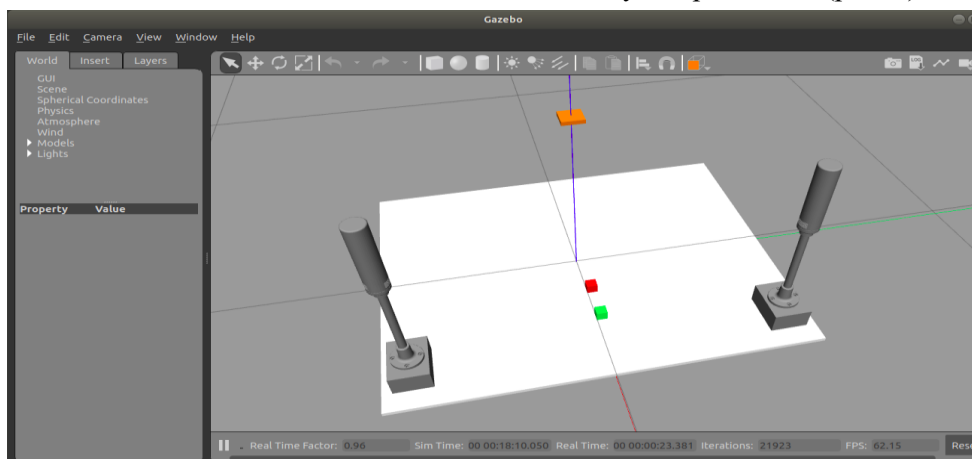 Gazebo
File Edit Camera View Window Help
World Insert Layers
GUI
Scene
Spherical Coordinates
Physics
Atmosphere
Wind
Models
Lights
Property Value
Real Time Factor: 0.96 Sim Time: 00 00:18:10.050 Real Time: 00 00:00:23.381 Iterations: 21923 FPS: 62.15